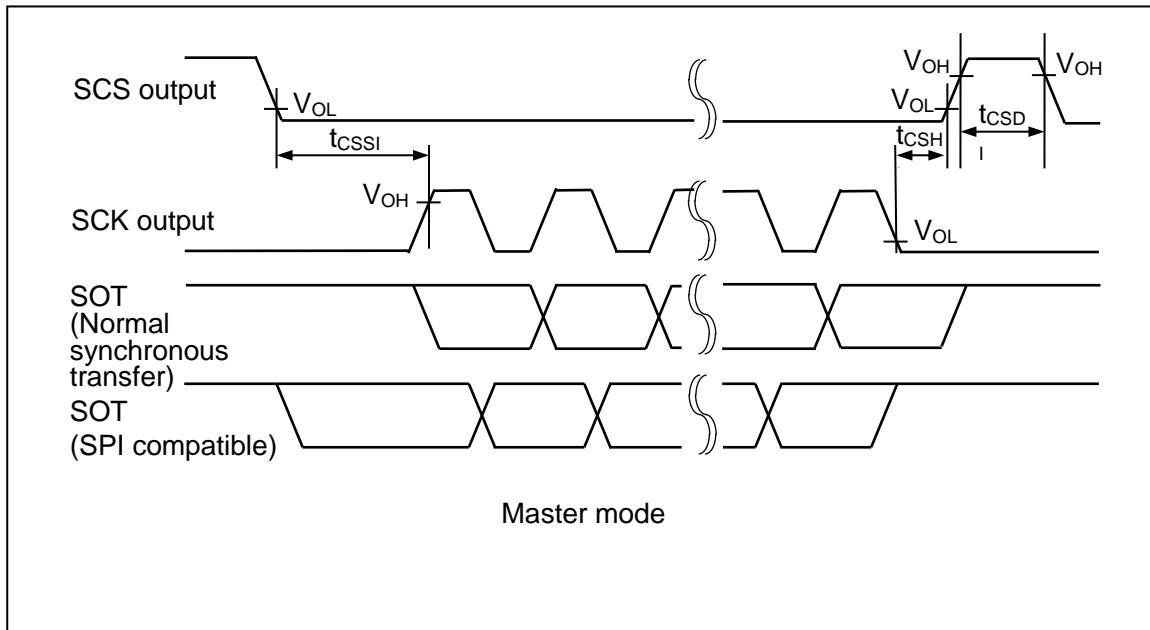 SCS output
VOL
tCSSI
VOH
VOL
tCSH
VOH
tCSD
I
VOH
SCK output
VOH
VOL
SOT
(Normal
synchronous
transfer)
SOT
(SPI compatible)
Master mode